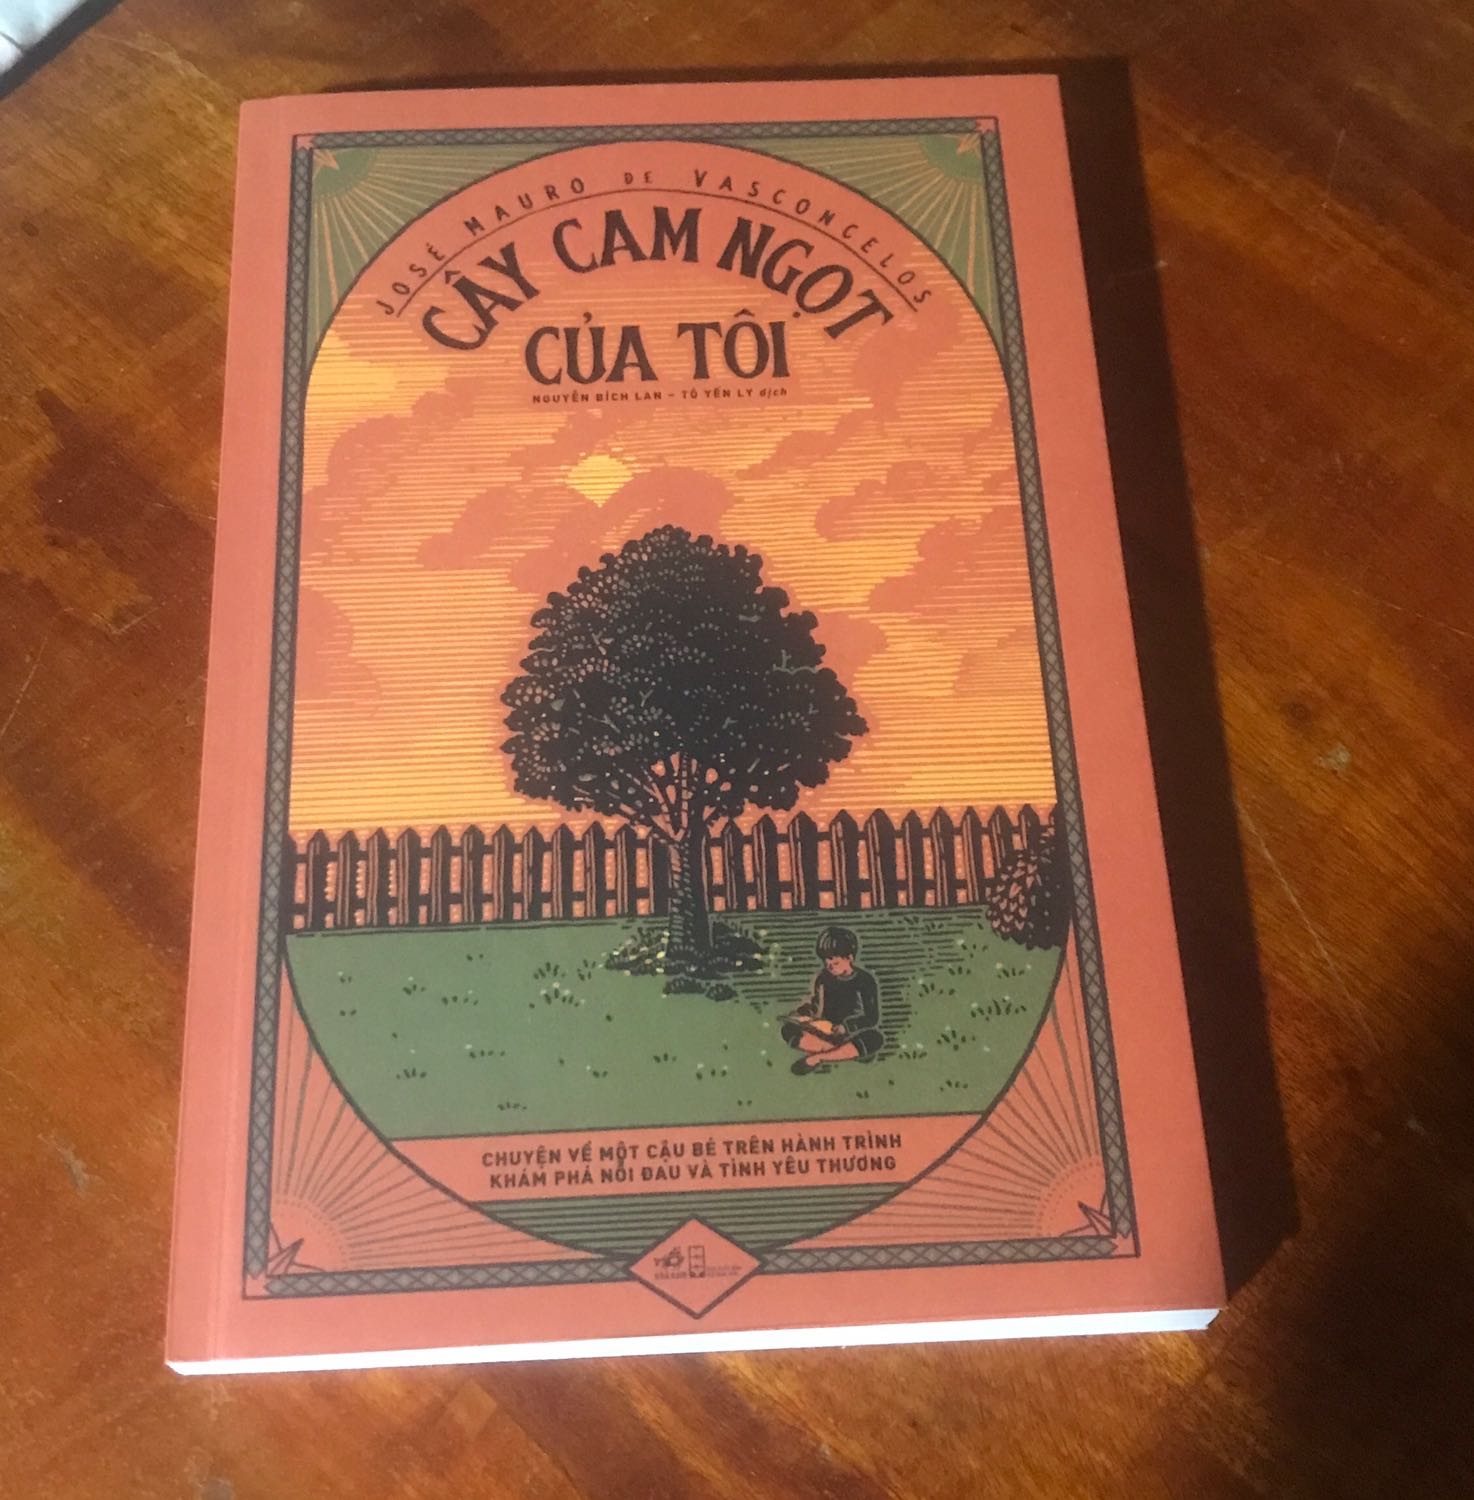 JOSÉ MAURO DE VASCONCELOS
CÂY CAM NGỌT
CỦA TÔI
NGUYỄN BÍCH LAN – TÔ YẾN LY dịch
CHUYỆN VỀ MỘT CẬU BÉ TRÊN HÀNH TRÌNH
KHÁM PHÁ NỖI ĐAU VÀ TÌNH YÊU THƯƠNG